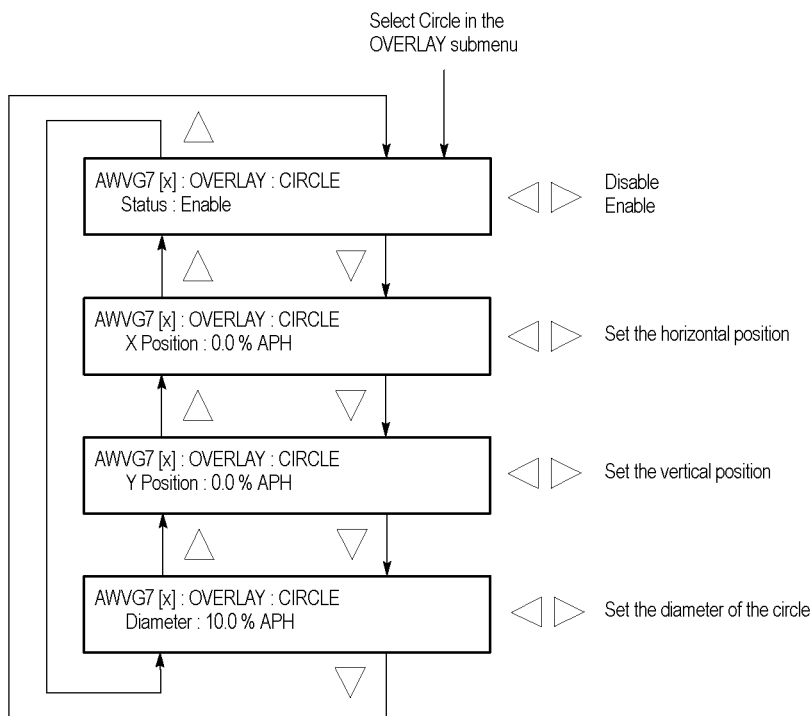 Select Circle in the
OVERLAY submenu
AWVG7 [x] : OVERLAY : CIRCLE
Status : Enable
Disable
Enable
AWVG7 [x] : OVERLAY : CIRCLE
X Position : 0.0 % APH
Set the horizontal position
AWVG7 [x] : OVERLAY : CIRCLE
Y Position : 0.0 % APH
Set the vertical position
AWVG7 [x] : OVERLAY : CIRCLE
Diameter : 10.0 % APH
Set the diameter of the circle